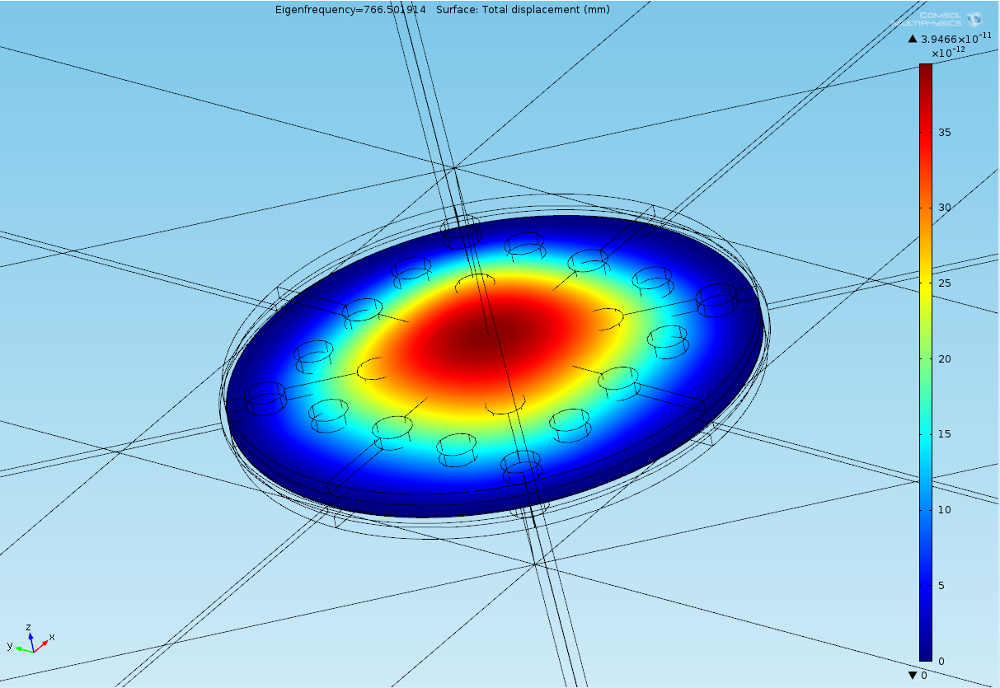 Eigenfrequency=766.501914 Surface: Total displacement (mm)
COMSOL
MULTIPHYSICS
▲ 3.9466×10⁻¹¹
×10⁻¹²
35
30
25
20
15
10
5
0
▼ 0
z
y
x